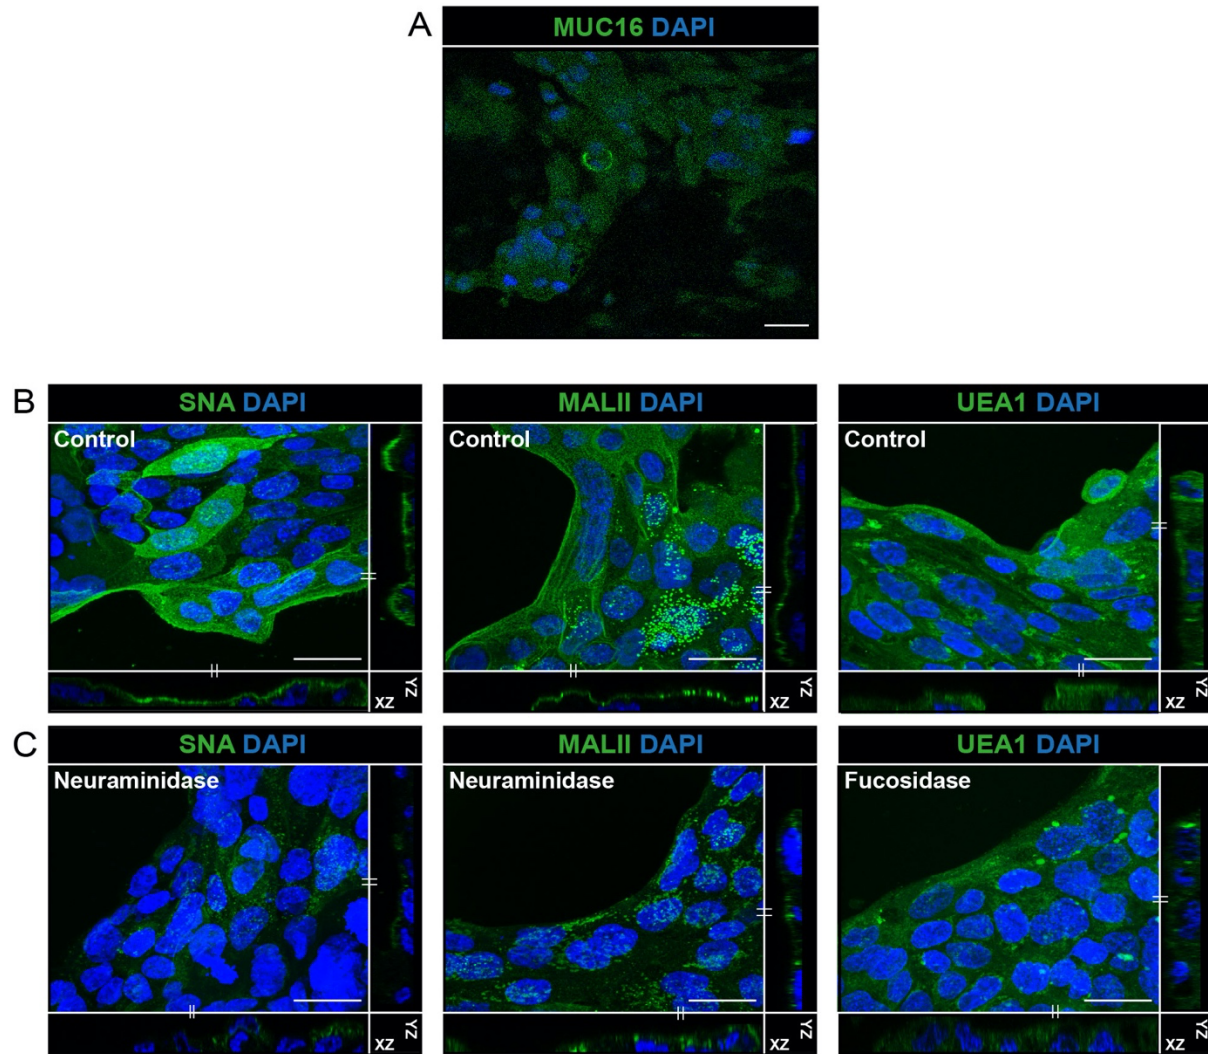 A
MUC16 DAPI
B
SNA DAPI
MALII DAPI
UEA1 DAPI
Control
Control
Control
YZ
XZ
YZ
XZ
YZ
XZ
C
SNA DAPI
MALII DAPI
UEA1 DAPI
Neuraminidase
Neuraminidase
Fucosidase
YZ
XZ
YZ
XZ
YZ
XZ